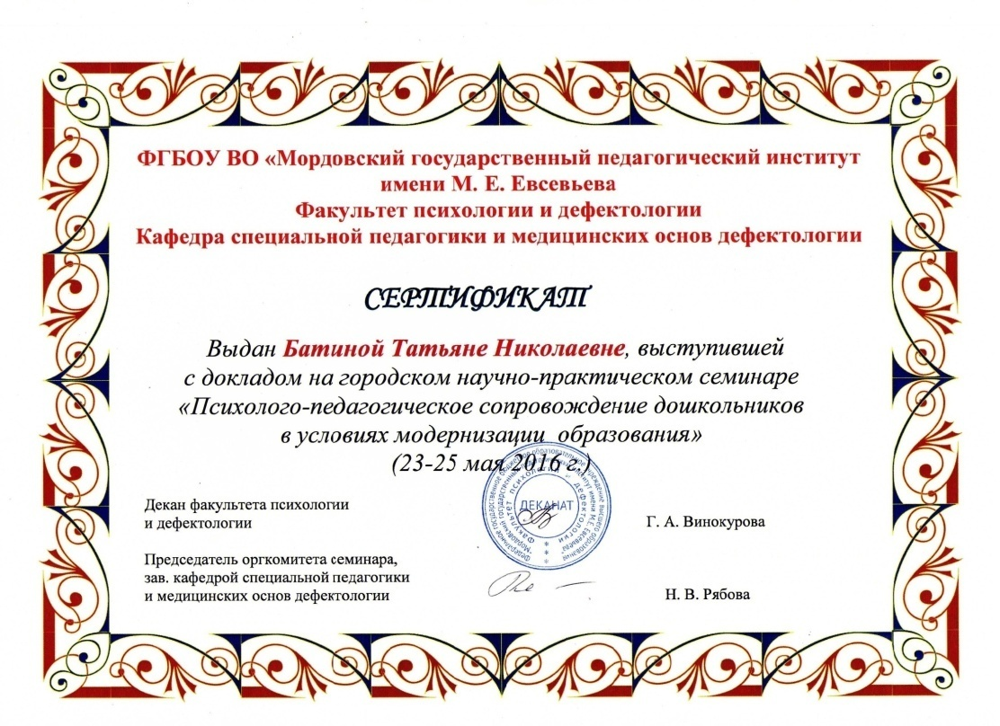 ФГБОУ ВО «Мордовский государственный педагогический институт
имени М. Е. Евсевьева
Факультет психологии и дефектологии
Кафедра специальной педагогики и медицинских основ дефектологии
СЕРТИФИКАТ
Выдан Батиной Татьяне Николаевне, выступившей
с докладом на городском научно-практическом семинаре
«Психолого-педагогическое сопровождение дошкольников
в условиях модернизации образования»
(23-25 мая 2016 г.)
Декан факультета психологии
и дефектологии
Г. А. Винокурова
ДЕКАНАТ
Факультет психологии и дефектологии
Председатель оргкомитета семинара,
зав. кафедрой специальной педагогики
и медицинских основ дефектологии
Н. В. Рябова